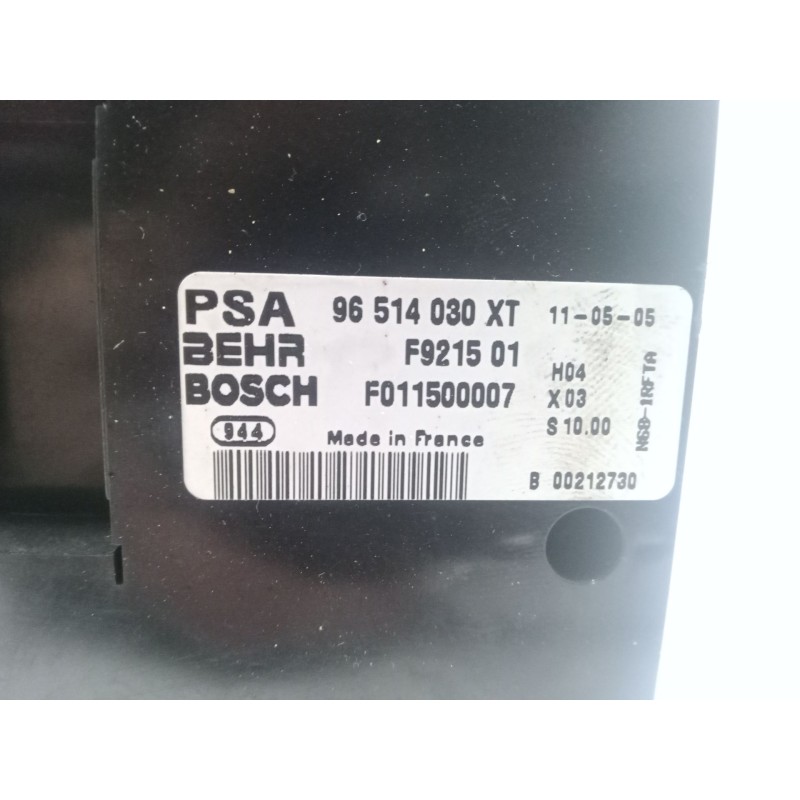 PSA 96 514 030 XT 11-05-05
BEHR F9215 01
H04
BOSCH F011500007 X 03
S 10.00
944 Made in France
B 00212730
N68-1RFTA